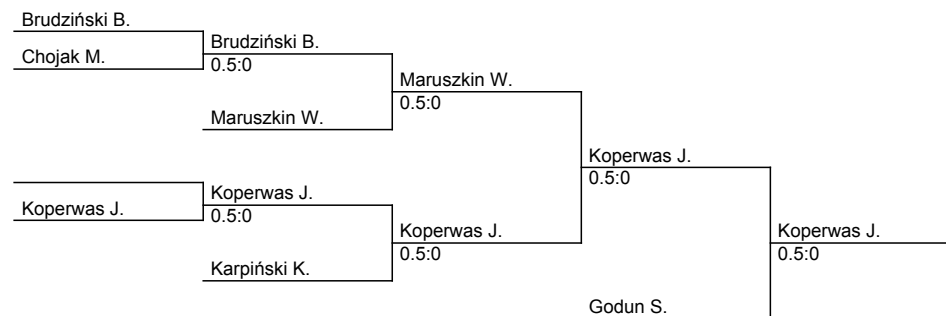 Brudziński B.
Chojak M.
Brudziński B.
0.5:0
Maruszkin W.
Maruszkin W.
0.5:0
Koperwas J.
Koperwas J.
0.5:0
Karpiński K.
Koperwas J.
0.5:0
Koperwas J.
0.5:0
Godun S.
Koperwas J.
0.5:0